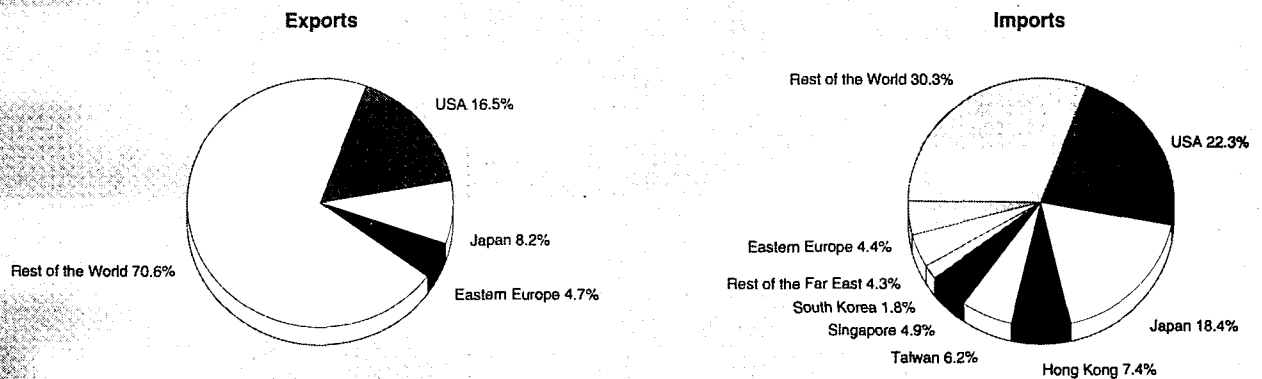 Exports
USA 16.5%
Japan 8.2%
Eastern Europe 4.7%
Rest of the World 70.6%
Imports
Rest of the World 30.3%
USA 22.3%
Eastern Europe 4.4%
Rest of the Far East 4.3%
South Korea 1.8%
Singapore 4.9%
Taiwan 6.2%
Hong Kong 7.4%
Japan 18.4%